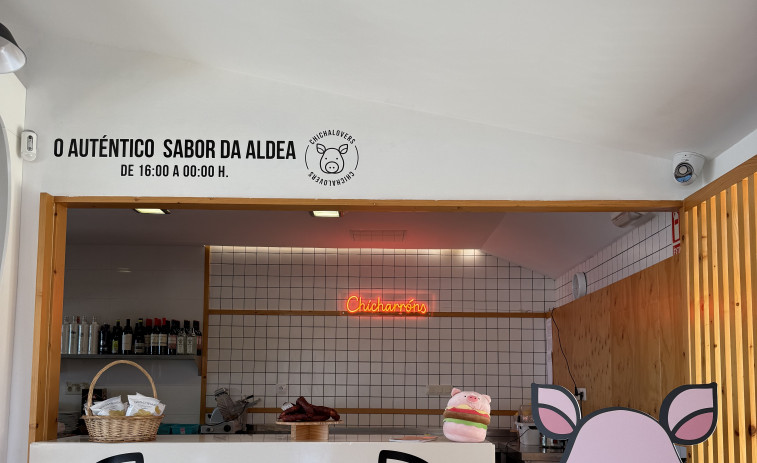 O AUTÉNTICO SABOR DA ALDEA
DE 16:00 A 00:00 H.
CHICHALOVERS
CHICHALOVERS
Chicharróns